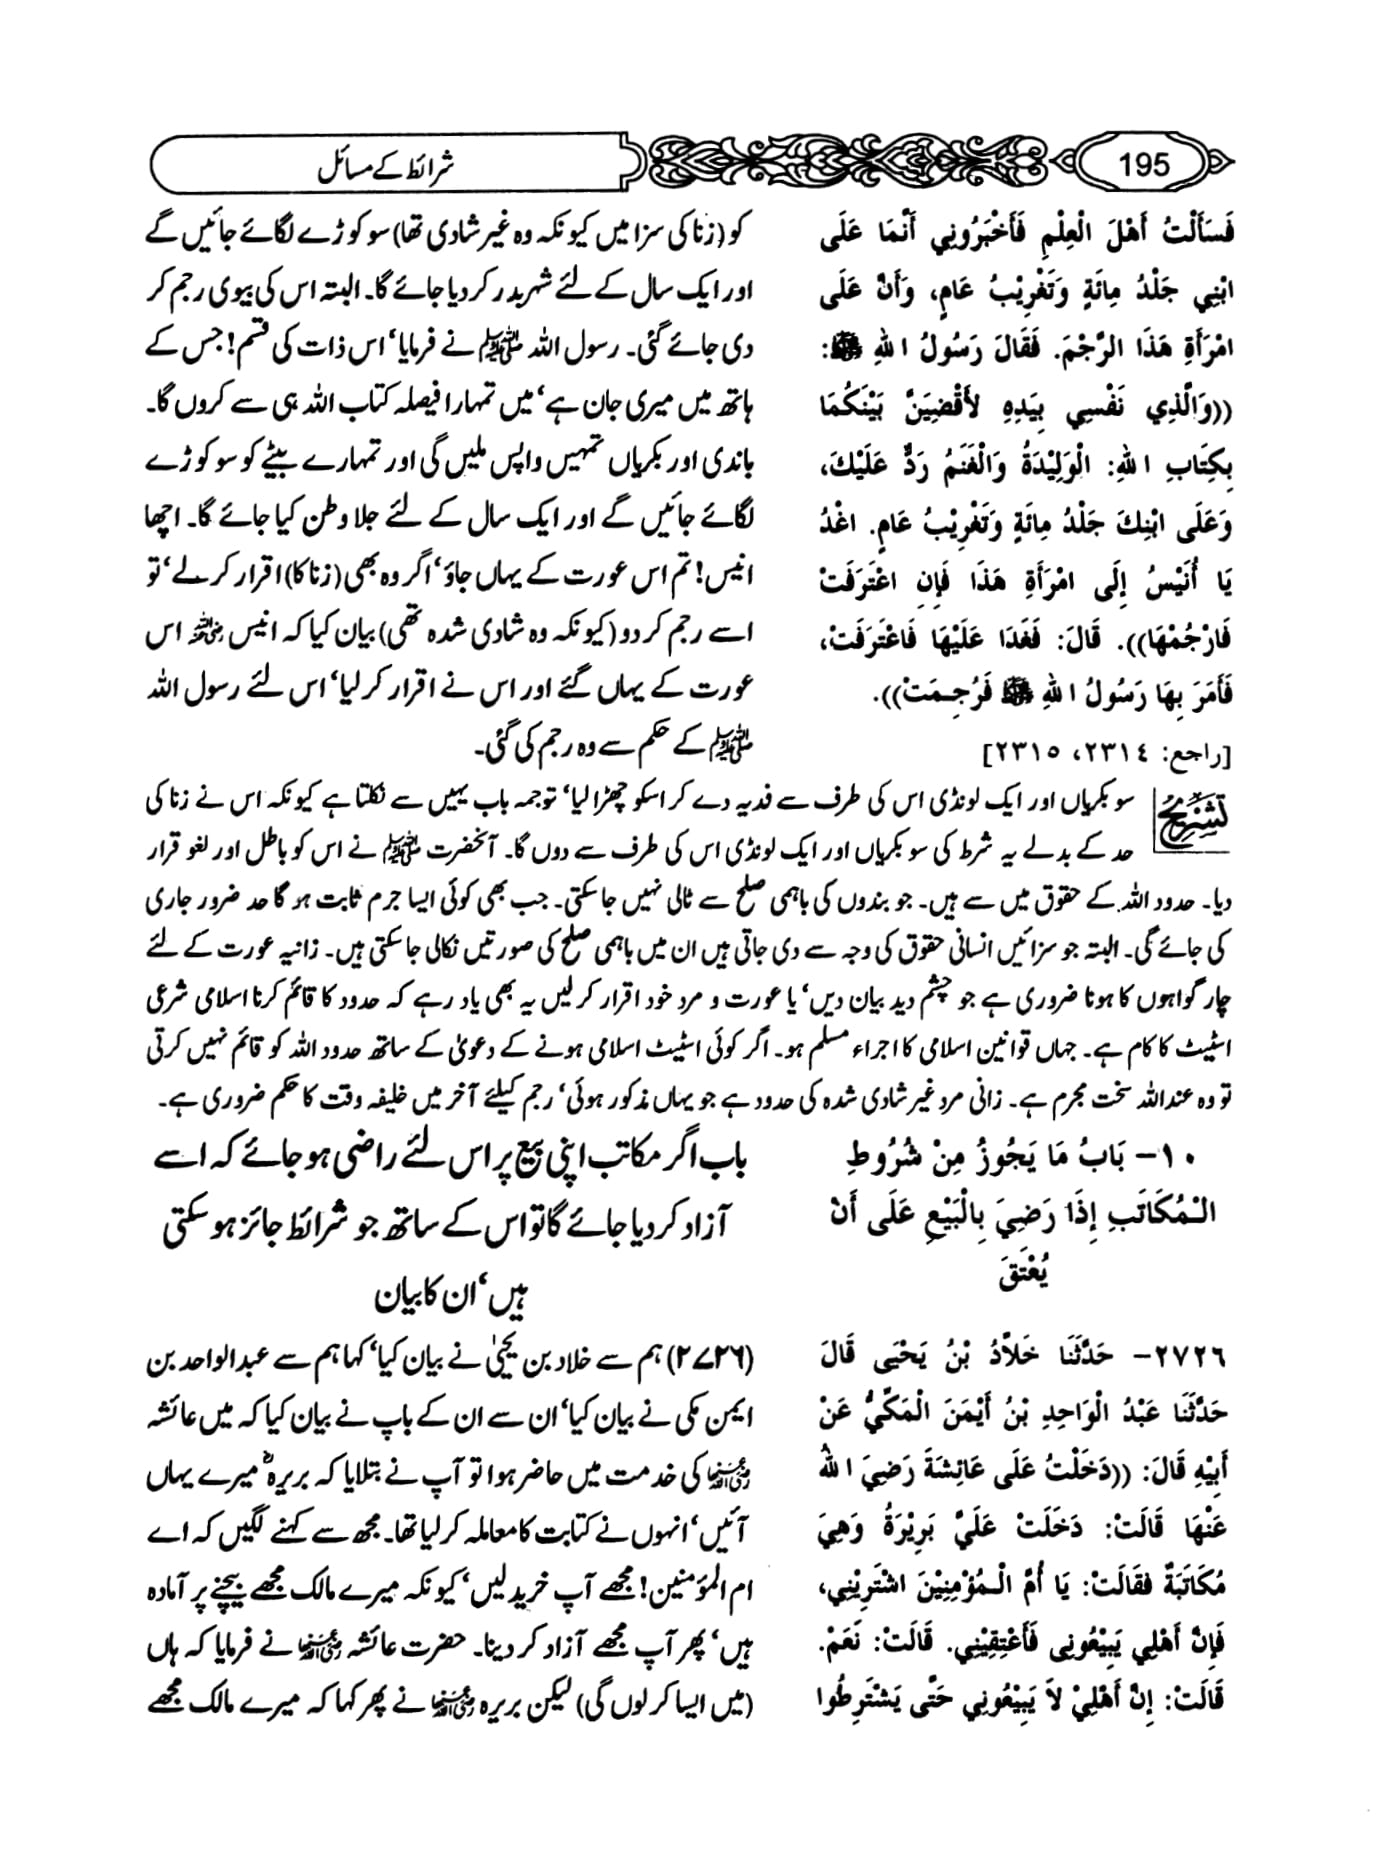 195
شرائط کے مسائل
فَسَأَلْتُ أَهْلَ الْعِلْمِ فَأَخْبَرُونِي أَنَّمَا عَلَى
ابْنِي جَلْدُ مِائَةٍ وَتَغْرِيْبُ عَامٍ، وَأَنَّ عَلَى
امْرَأَةِ هَذَا الرَّجْمَ. فَقَالَ رَسُولُ اللهِ ﷺ:
((وَالَّذِي نَفْسِي بِيَدِهِ لأَقْضِيَنَّ بَيْنَكُمَا
بِكِتَابِ اللهِ: الْوَلِيْدَةُ وَالْغَنَمُ رَدٌّ عَلَيْكَ،
وَعَلَى ابْنِكَ جَلْدُ مِائَةٍ وَتَغْرِيْبُ عَامٍ. اغْدُ
يَا أُنَيْسُ إِلَى امْرَأَةِ هَذَا فَإِنِ اعْتَرَفَتْ
فَارْجُمْهَا)). قَالَ: فَغَدَا عَلَيْهَا فَاعْتَرَفَتْ،
فَأَمَرَ بِهَا رَسُولُ اللهِ ﷺ فَرُجِمَتْ)).
[راجع: ٢٣١٤، ٢٣١٥]
کو (زنا کی سزا میں کیونکہ وہ غیر شادی تھا) سو کوڑے لگائے جائیں گے
اور ایک سال کے لئے شہر بدر کر دیا جائے گا۔ البتہ اس کی بیوی رجم کر
دی جائے گئی۔ رسول اللہ ﷺ نے فرمایا‘ اس ذات کی قسم! جس کے
ہاتھ میں میری جان ہے‘ میں تمہارا فیصلہ کتاب اللہ ہی سے کروں گا۔
باندی اور بکریاں تمہیں واپس ملیں گی اور تمہارے بیٹے کو سو کوڑے
لگائے جائیں گے اور ایک سال کے لئے جلا وطن کیا جائے گا۔ اچھا
انیس! تم اس عورت کے یہاں جاؤ‘ اگر وہ بھی (زنا کا) اقرار کر لے‘ تو
اسے رجم کر دو (کیونکہ وہ شادی شدہ تھی) بیان کیا کہ انیس رضی اللہ عنہ اس
عورت کے یہاں گئے اور اس نے اقرار کر لیا‘ اس لئے رسول اللہ
ﷺ کے حکم سے وہ رجم کی گئی۔
تشریح سو بکریاں اور ایک لونڈی اس کی طرف سے فدیہ دے کر اسکو چھڑا لیا‘ توجمہ باب یہیں سے نکلتا ہے کیونکہ اس نے زنا کی
حد کے بدلے یہ شرط کی سو بکریاں اور ایک لونڈی اس کی طرف سے دوں گا۔ آنحضرت ﷺ نے اس کو باطل اور لغو قرار
دیا۔ حدود اللہ کے حقوق میں سے ہیں۔ جو بندوں کی باہمی صلح سے ٹالی نہیں جا سکتی۔ جب بھی کوئی ایسا جرم ثابت ہو گا حد ضرور جاری
کی جائے گی۔ البتہ جو سزائیں انسانی حقوق کی وجہ سے دی جاتی ہیں ان میں باہمی صلح کی صورتیں نکالی جا سکتی ہیں۔ زانیہ عورت کے لئے
چار گواہوں کا ہونا ضروری ہے جو چشم دید بیان دیں‘ یا عورت و مرد خود اقرار کر لیں یہ بھی یاد رہے کہ حدود کا قائم کرنا اسلامی شرعی
اسٹیٹ کا کام ہے۔ جہاں قوانین اسلامی کا اجراء مسلم ہو۔ اگر کوئی اسٹیٹ اسلامی ہونے کے دعویٰ کے ساتھ حدود اللہ کو قائم نہیں کرتی
تو وہ عنداللہ سخت مجرم ہے۔ زانی مرد غیر شادی شدہ کی حدود ہے جو یہاں مذکور ہوئی‘ رجم کیلئے آخر میں خلیفہ وقت کا حکم ضروری ہے۔
١٠- بَابُ مَا يَجُوزُ مِنْ شُرُوطِ
الْمُكَاتَبِ إِذَا رَضِيَ بِالْبَيْعِ عَلَى أَنْ
يُعْتَقَ
باب اگر مکاتب اپنی بیع پر اس لئے راضی ہو جائے کہ اسے
آزاد کر دیا جائے گا تو اس کے ساتھ جو شرائط جائز ہو سکتی
ہیں‘ ان کا بیان
٢٧٢٦- حَدَّثَنَا خَلاَّدُ بْنُ يَحْيَى قَالَ
حَدَّثَنَا عَبْدُ الْوَاحِدِ بْنُ أَيْمَنَ الْمَكِّيُّ عَنْ
أَبِيْهِ قَالَ: ((دَخَلْتُ عَلَى عَائِشَةَ رَضِيَ اللهُ
عَنْهَا قَالَتْ: دَخَلَتْ عَلَيَّ بَرِيْرَةُ وَهِيَ
مُكَاتَبَةٌ فَقَالَتْ: يَا أُمَّ الْمُؤْمِنِيْنَ اشْتَرِيْنِي،
فَإِنَّ أَهْلِي يَبِيْعُونِى فَأَعْتِقِيْنِي. قَالَتْ: نَعَمْ.
قَالَتْ: إِنَّ أَهْلِيْ لاَ يَبِيْعُونِي حَتَّى يَشْتَرِطُوا
(۲۷۲۶) ہم سے خلاد بن یحییٰ نے بیان کیا‘ کہا ہم سے عبدالواحد بن
ایمن مکی نے بیان کیا‘ ان سے ان کے باپ نے بیان کیا کہ میں عائشہ
رضی اللہ عنہا کی خدمت میں حاضر ہوا تو آپ نے بتلایا کہ بریرہؓ میرے یہاں
آئیں‘ انہوں نے کتابت کا معاملہ کر لیا تھا۔ مجھ سے کہنے لگیں کہ اے
ام المؤمنین! مجھے آپ خرید لیں‘ کیونکہ میرے مالک مجھے بیچنے پر آمادہ
ہیں‘ پھر آپ مجھے آزاد کر دینا۔ حضرت عائشہ رضی اللہ عنہا نے فرمایا کہ ہاں
(میں ایسا کر لوں گی) لیکن بریرہ رضی اللہ عنہا نے پھر کہا کہ میرے مالک مجھے